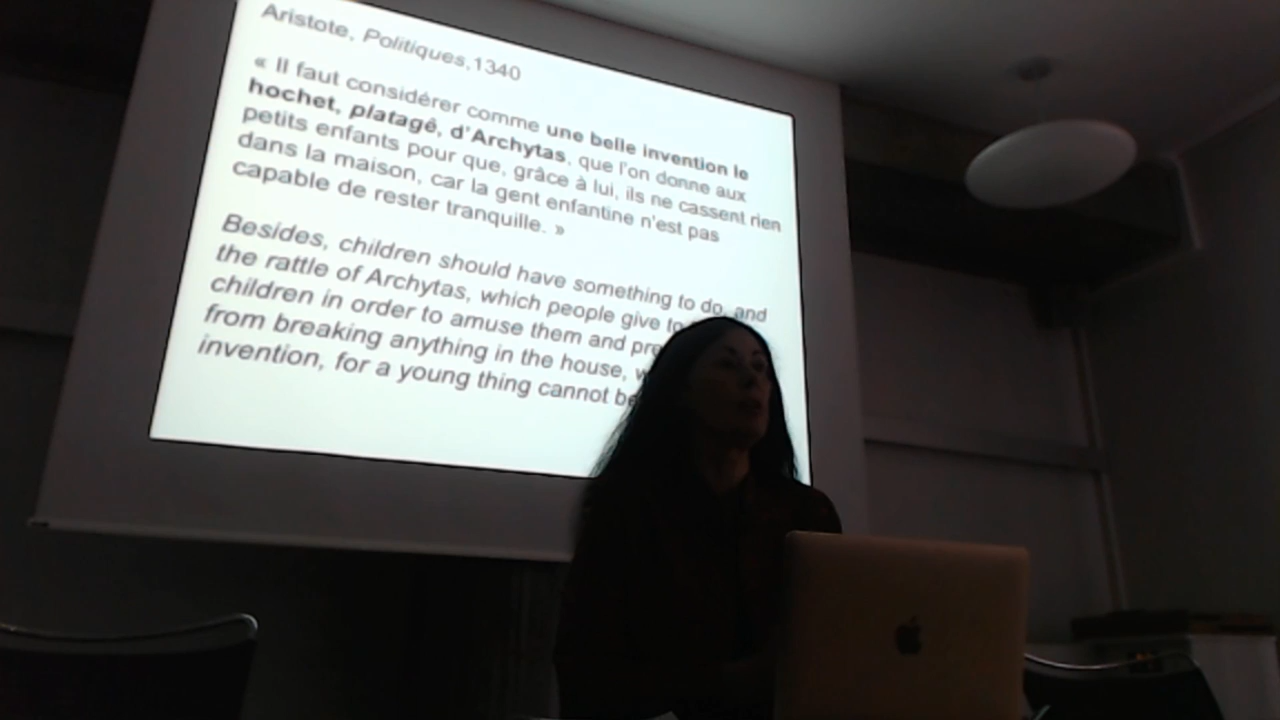 Aristote, Politiques,1340
« Il faut considérer comme une belle invention le
hochet, platagê, d'Archytas, que l'on donne aux
petits enfants pour que, grâce à lui, ils ne cassent rien
dans la maison, car la gent enfantine n'est pas
capable de rester tranquille. »
Besides, children should have something to do, and
the rattle of Archytas, which people give to
children in order to amuse them and
from breaking anything in the house,
invention, for a young thing cannot